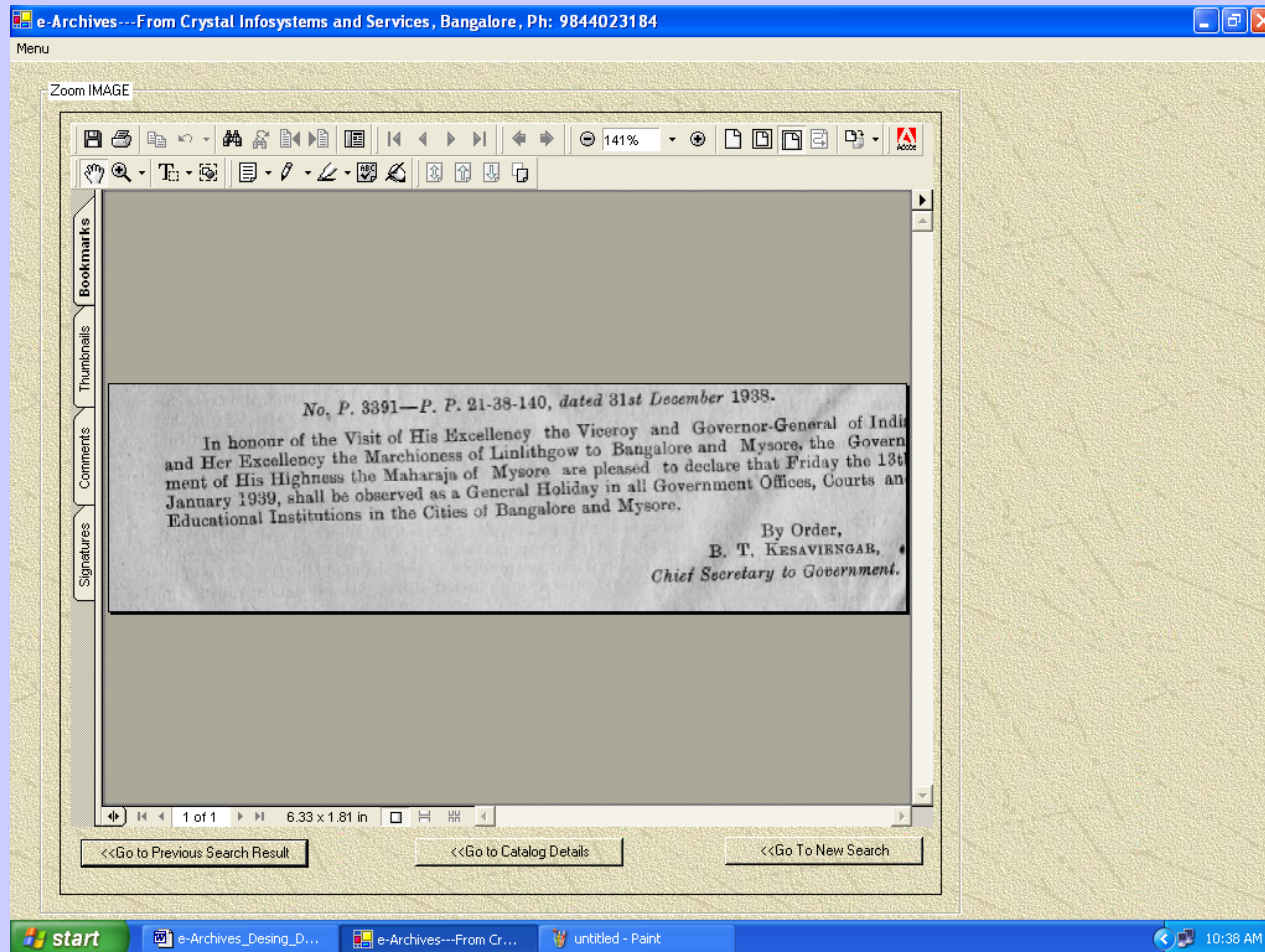 e-Archives---From Crystal Infosystems and Services, Bangalore, Ph: 9844023184
Menu
Zoom IMAGE
141%
Adobe
Bookmarks
Thumbnails
Comments
Signatures
No. P. 3391—P. P. 21-38-140, dated 31st December 1938.
In honour of the Visit of His Excellency the Viceroy and Governor-General of Indi
and Her Excellency the Marchioness of Linlithgow to Bangalore and Mysore, the Govern
ment of His Highness the Maharaja of Mysore are pleased to declare that Friday the 13t
January 1939, shall be observed as a General Holiday in all Government Offices, Courts an
Educational Institutions in the Cities of Bangalore and Mysore.
By Order,
B. T. KESAVIENGAR,
Chief Secretary to Government.
1 of 1 6.33 x 1.81 in
<<Go to Previous Search Result <<Go to Catalog Details <<Go To New Search
start e-Archives_Desing_D... e-Archives---From Cr... untitled - Paint 10:38 AM